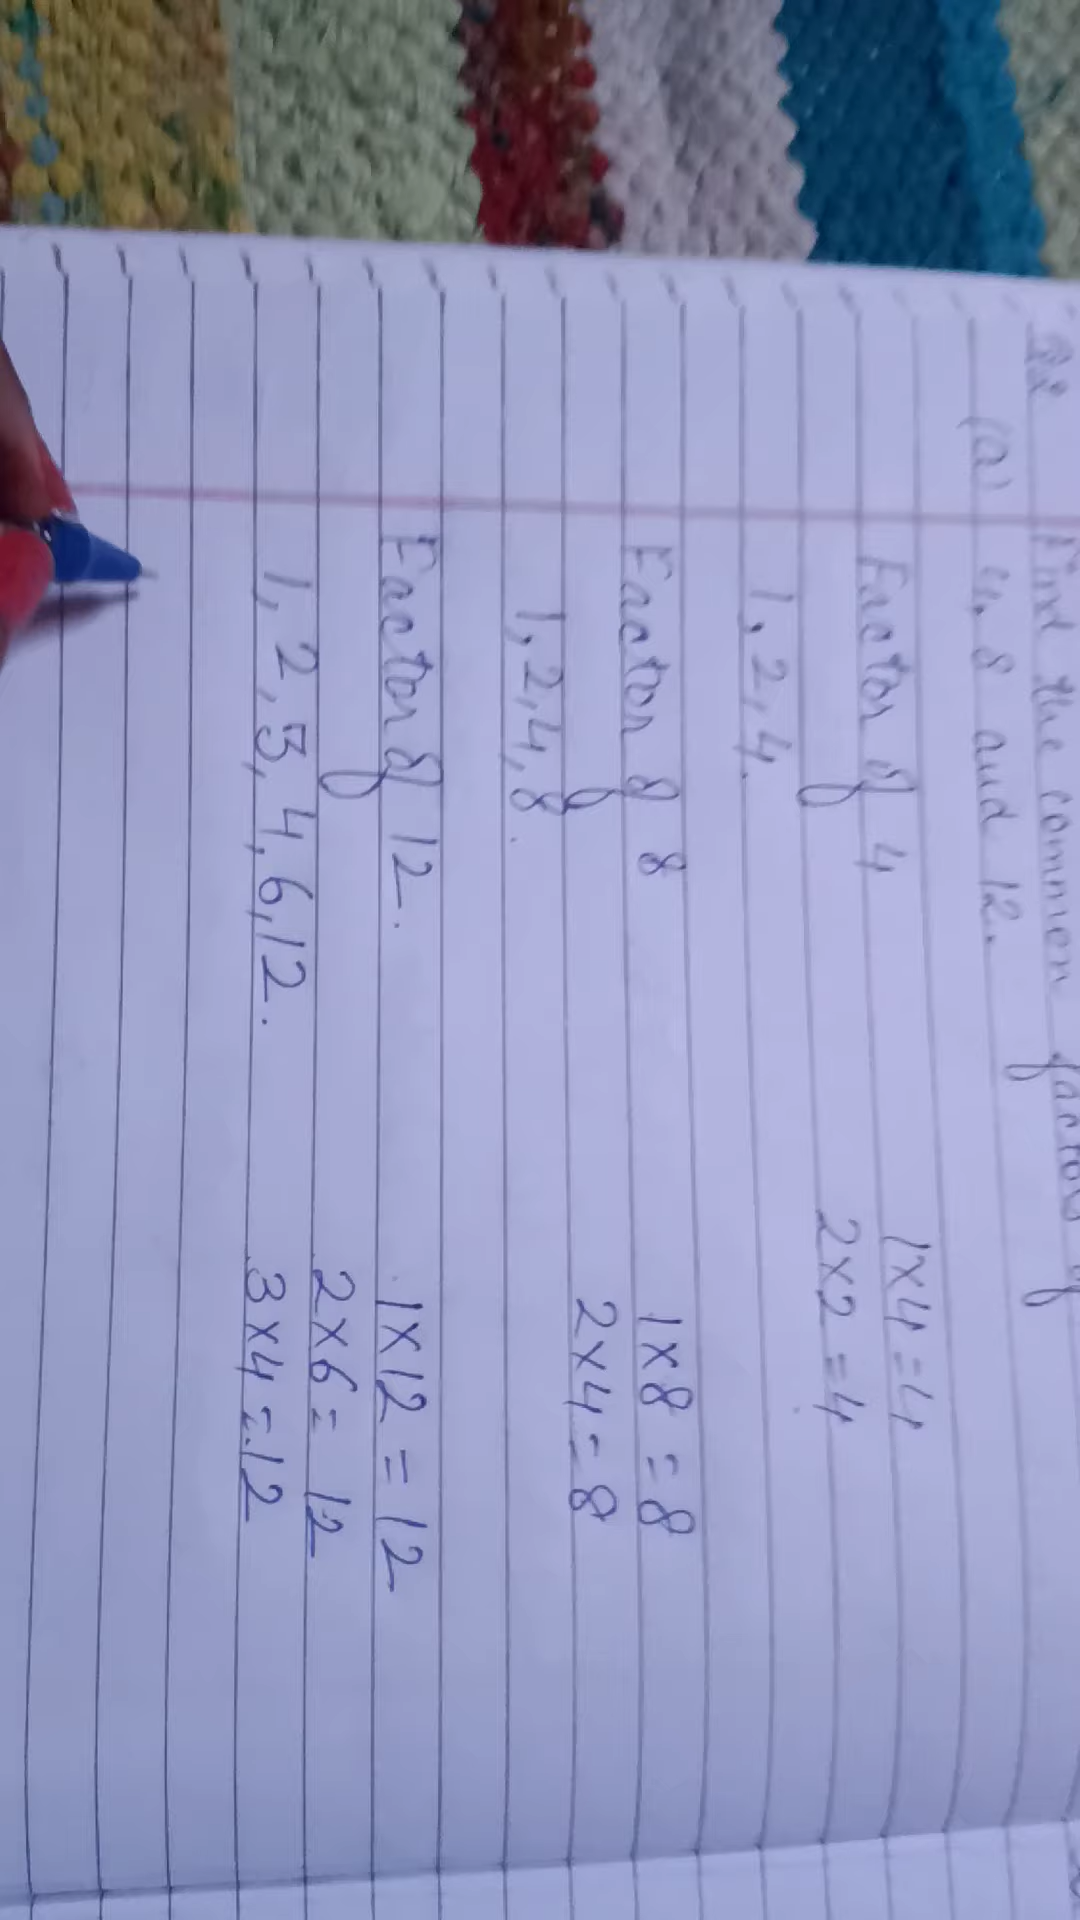 Q2 Find the common factors of
(a) 4, 8 and 12.
Factor of 4 1×4=4
2×2=4
1, 2, 4.
Factor of 8 1×8=8
2×4=8
1, 2, 4, 8.
Factor of 12. 1×12=12
2×6=12
1, 2, 3, 4, 6, 12. 3×4=12